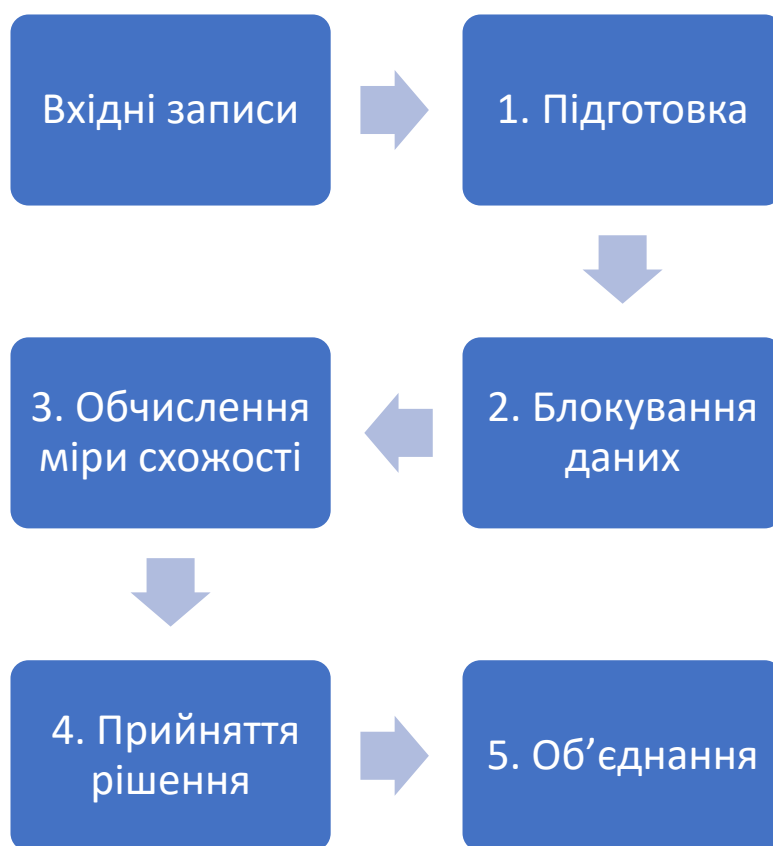 Вхідні записи
1. Підготовка
2. Блокування
даних
3. Обчислення
міри схожості
4. Прийняття
рішення
5. Об’єднання